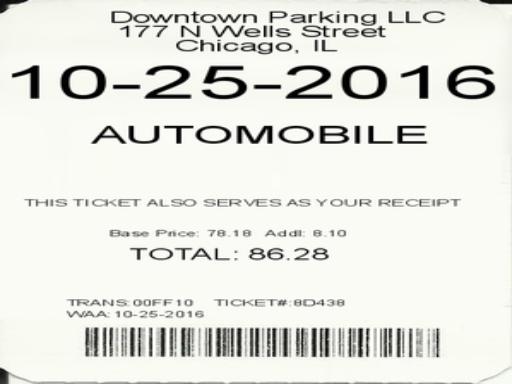 Downtown Parking LLC
177 N Wells Street
Chicago, IL
10-25-2016
AUTOMOBILE
THIS TICKET ALSO SERVES AS YOUR RECEIPT
Base Price: 78.18 Addl: 8.10
TOTAL: 86.28
TRANS:00FF10 TICKET#:8D438
WAA:10-25-2016